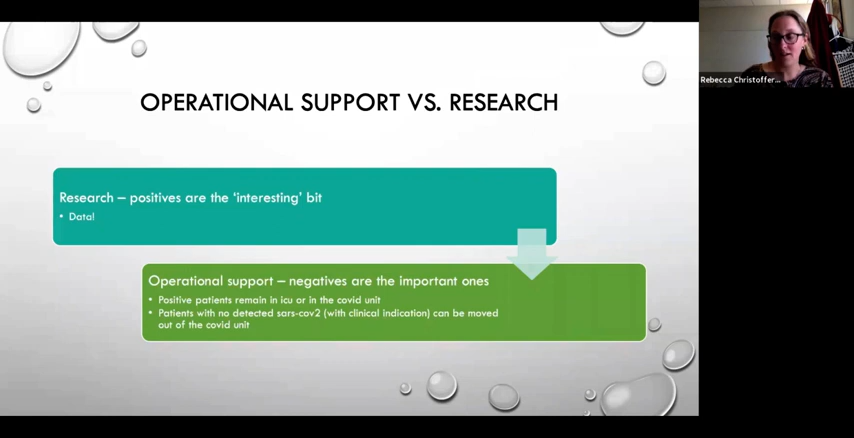 OPERATIONAL SUPPORT VS. RESEARCH
Rebecca Christoffer...
Research – positives are the 'interesting' bit
• Data!
Operational support – negatives are the important ones
• Positive patients remain in icu or in the covid unit
• Patients with no detected sars-cov2 (with clinical indication) can be moved
out of the covid unit